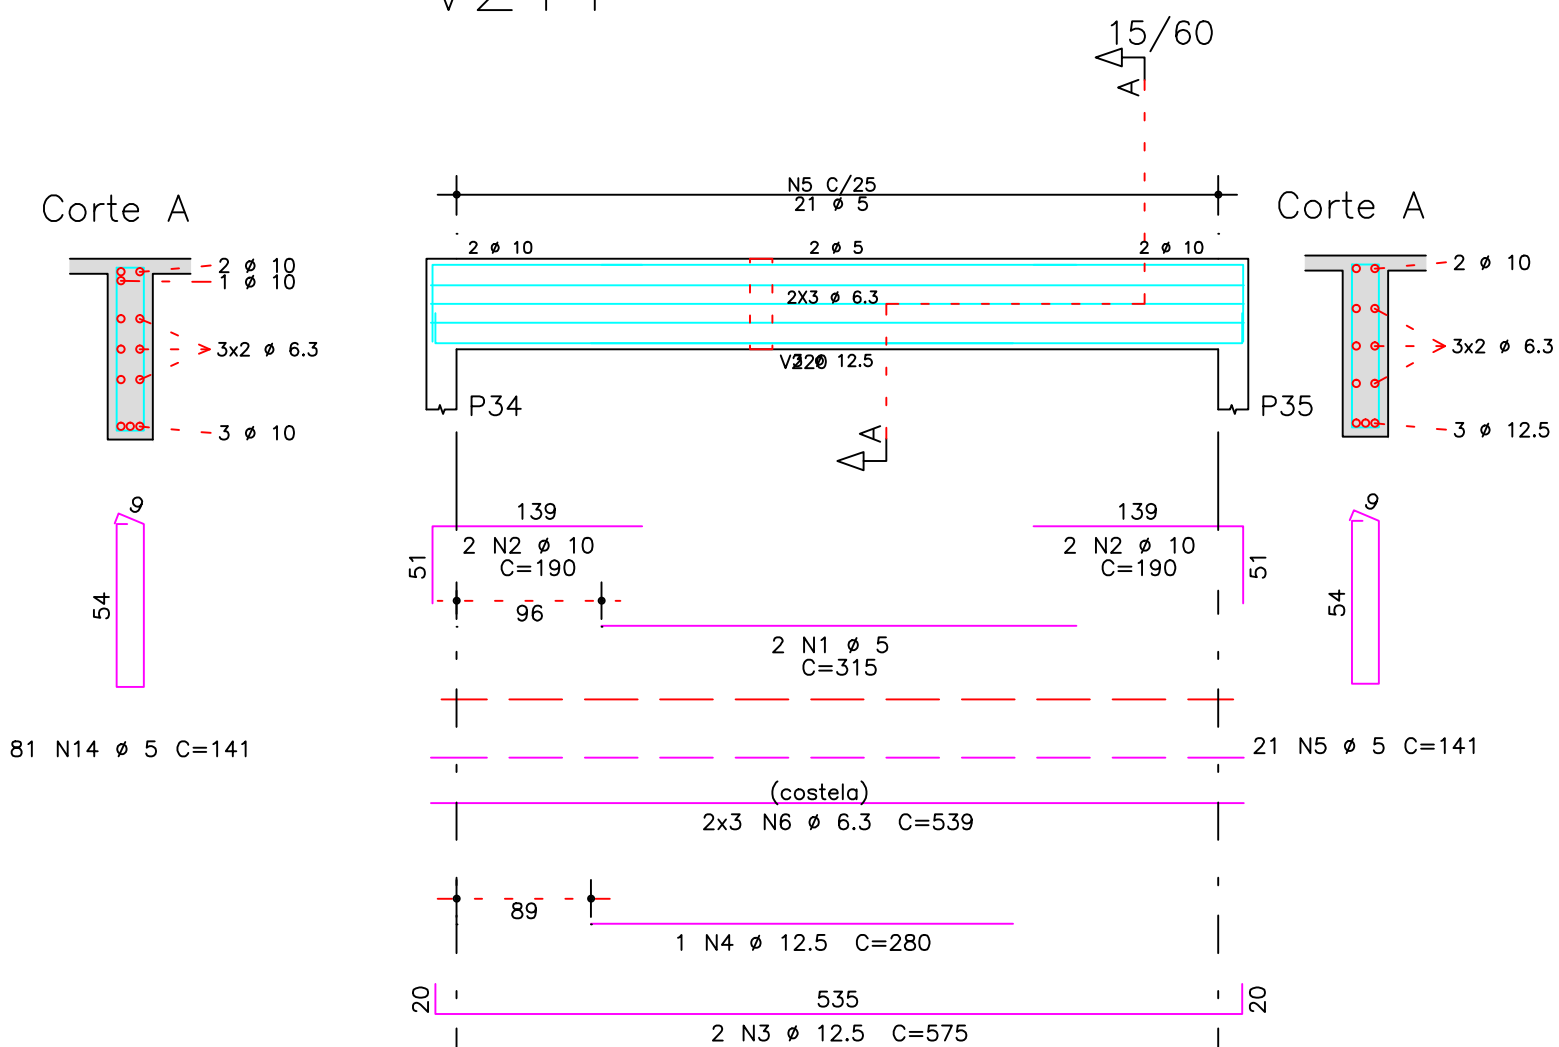 15/60
A
N5 C/25
21 ø 5
Corte A
2 ø 10
1 ø 10
3x2 ø 6.3
3 ø 10
2 ø 10
2 ø 5
2 ø 10
2X3 ø 6.3
V220
12.5
P34
P35
A
Corte A
2 ø 10
3x2 ø 6.3
3 ø 12.5
9
54
81 N14 ø 5 C=141
139
2 N2 ø 10
C=190
51
139
2 N2 ø 10
C=190
51
96
2 N1 ø 5
C=315
9
54
21 N5 ø 5 C=141
(costela)
2x3 N6 ø 6.3 C=539
89
1 N4 ø 12.5 C=280
20
535
20
2 N3 ø 12.5 C=575